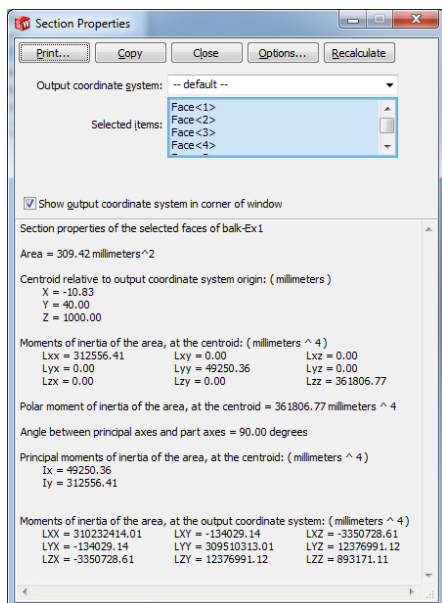 Section Properties
Print... Copy Close Options... Recalculate
Output coordinate system: -- default --
Selected items:
Face<1>
Face<2>
Face<3>
Face<4>
Show output coordinate system in corner of window
Section properties of the selected faces of balk-Ex1
Area = 309.42 millimeters^2
Centroid relative to output coordinate system origin: ( millimeters )
X = -10.83
Y = 40.00
Z = 1000.00
Moments of inertia of the area, at the centroid: ( millimeters ^ 4 )
Lxx = 312556.41 Lxy = 0.00 Lxz = 0.00
Lyx = 0.00 Lyy = 49250.36 Lyz = 0.00
Lzx = 0.00 Lzy = 0.00 Lzz = 361806.77
Polar moment of inertia of the area, at the centroid = 361806.77 millimeters ^ 4
Angle between principal axes and part axes = 90.00 degrees
Principal moments of inertia of the area, at the centroid: ( millimeters ^ 4 )
Ix = 49250.36
Iy = 312556.41
Moments of inertia of the area, at the output coordinate system: ( millimeters ^ 4 )
LXX = 310232414.01 LXY = -134029.14 LXZ = -3350728.61
LYX = -134029.14 LYY = 309510313.01 LYZ = 12376991.12
LZX = -3350728.61 LZY = 12376991.12 LZZ = 893171.11